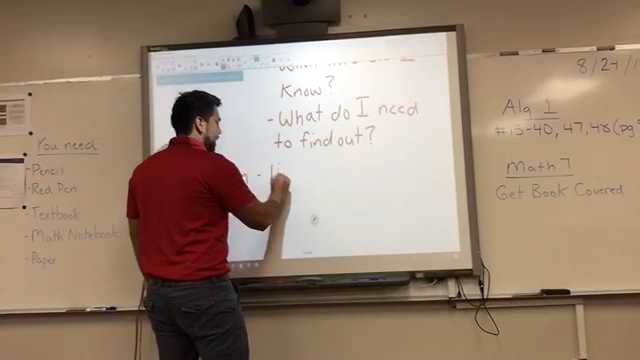 You need
- Pencil
- Red Pen
- Textbook
- Math Notebook
- Paper
Know?
- What do I need
to find out?
8/24/1
Alg 1
#15-40, 47, 48 (pg
Math 7
Get Book Covered